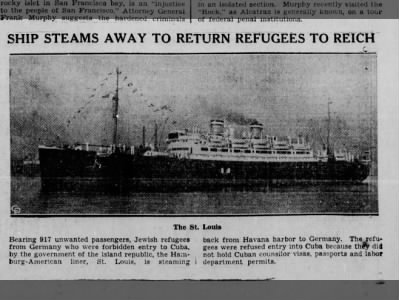 rocky islet in San Francisco bay, is an "injustice
to the people of San Francisco," Attorney General
Frank Murphy suggests the hardened criminals
in an isolated section. Murphy recently visited the
"Rock," as Alcatraz is generally known, on a tour
of federal penal institutions.
SHIP STEAMS AWAY TO RETURN REFUGEES TO REICH
The St. Louis
Bearing 917 unwanted passengers, Jewish refugees
from Germany who were forbidden entry to Cuba,
by the government of the island republic, the Ham-
burg-American liner, St. Louis, is steaming
back from Havana harbor to Germany. The refu-
gees were refused entry into Cuba because they did
not hold Cuban counsilor visas, passports and labor
department permits.